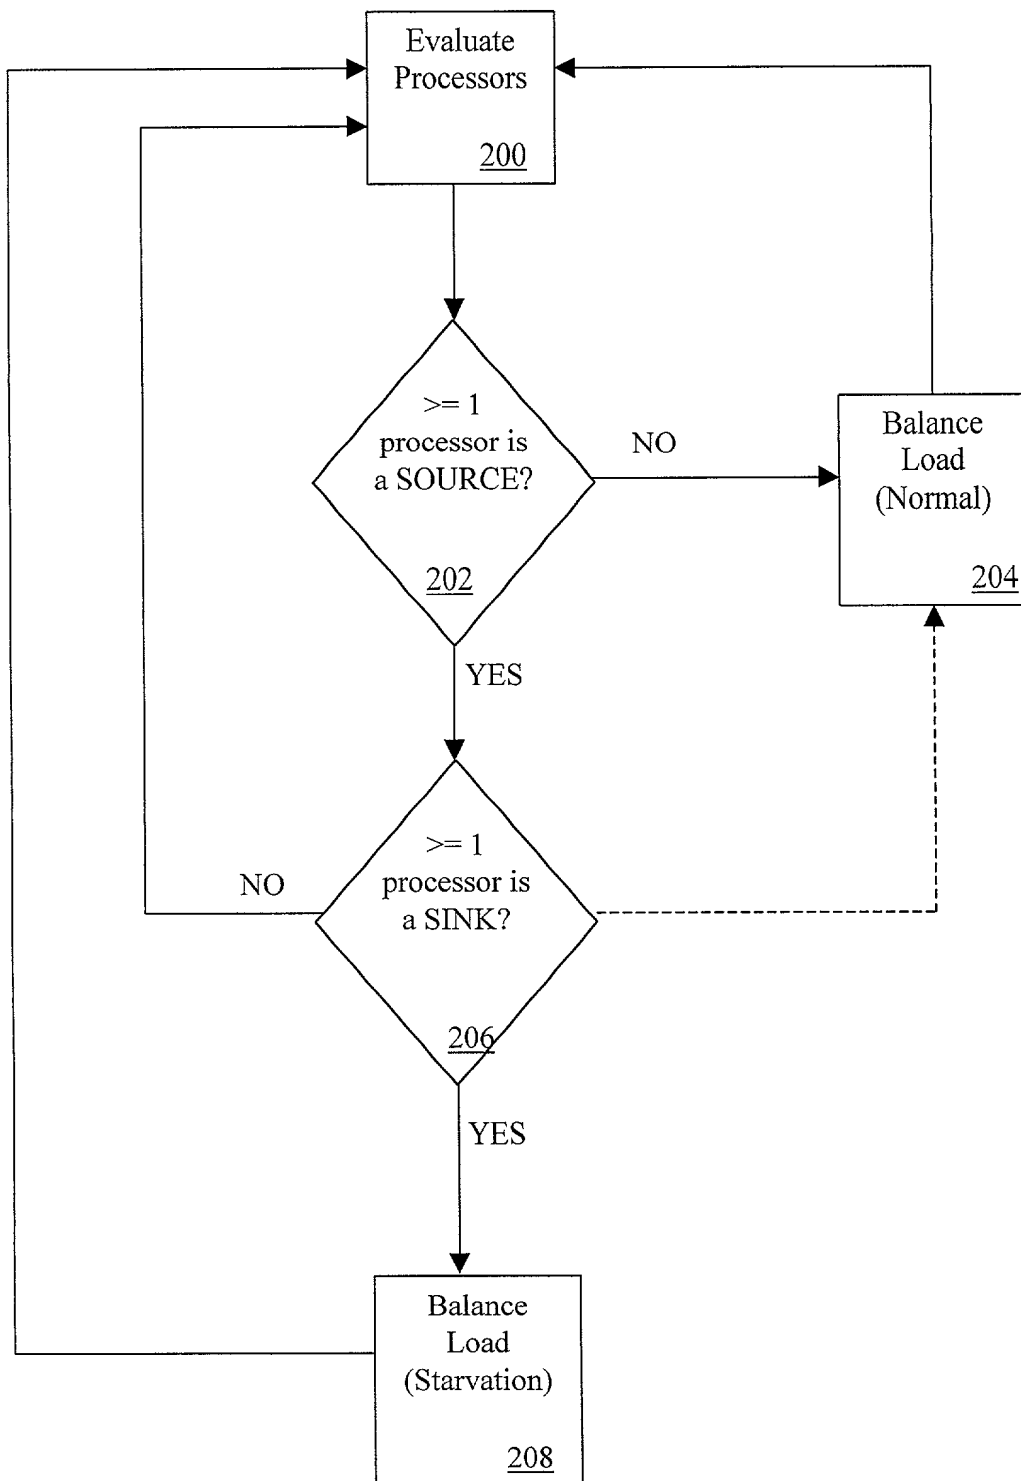 Evaluate
Processors
200
>= 1
processor is
a SOURCE?
202
NO
Balance
Load
(Normal)
204
YES
>= 1
processor is
a SINK?
206
NO
YES
Balance
Load
(Starvation)
208